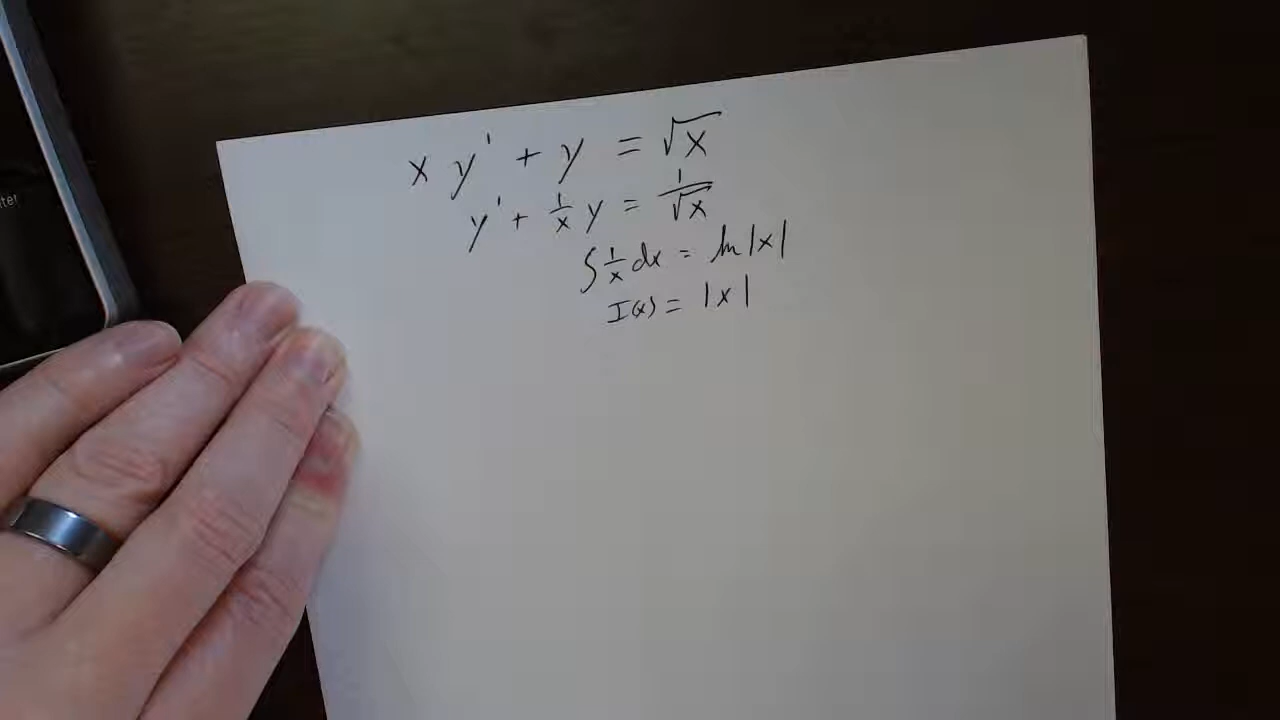 x y' + y = √x
y' + 1/x y = 1/√x
∫ 1/x dx = ln |x|
I(x) = |x|